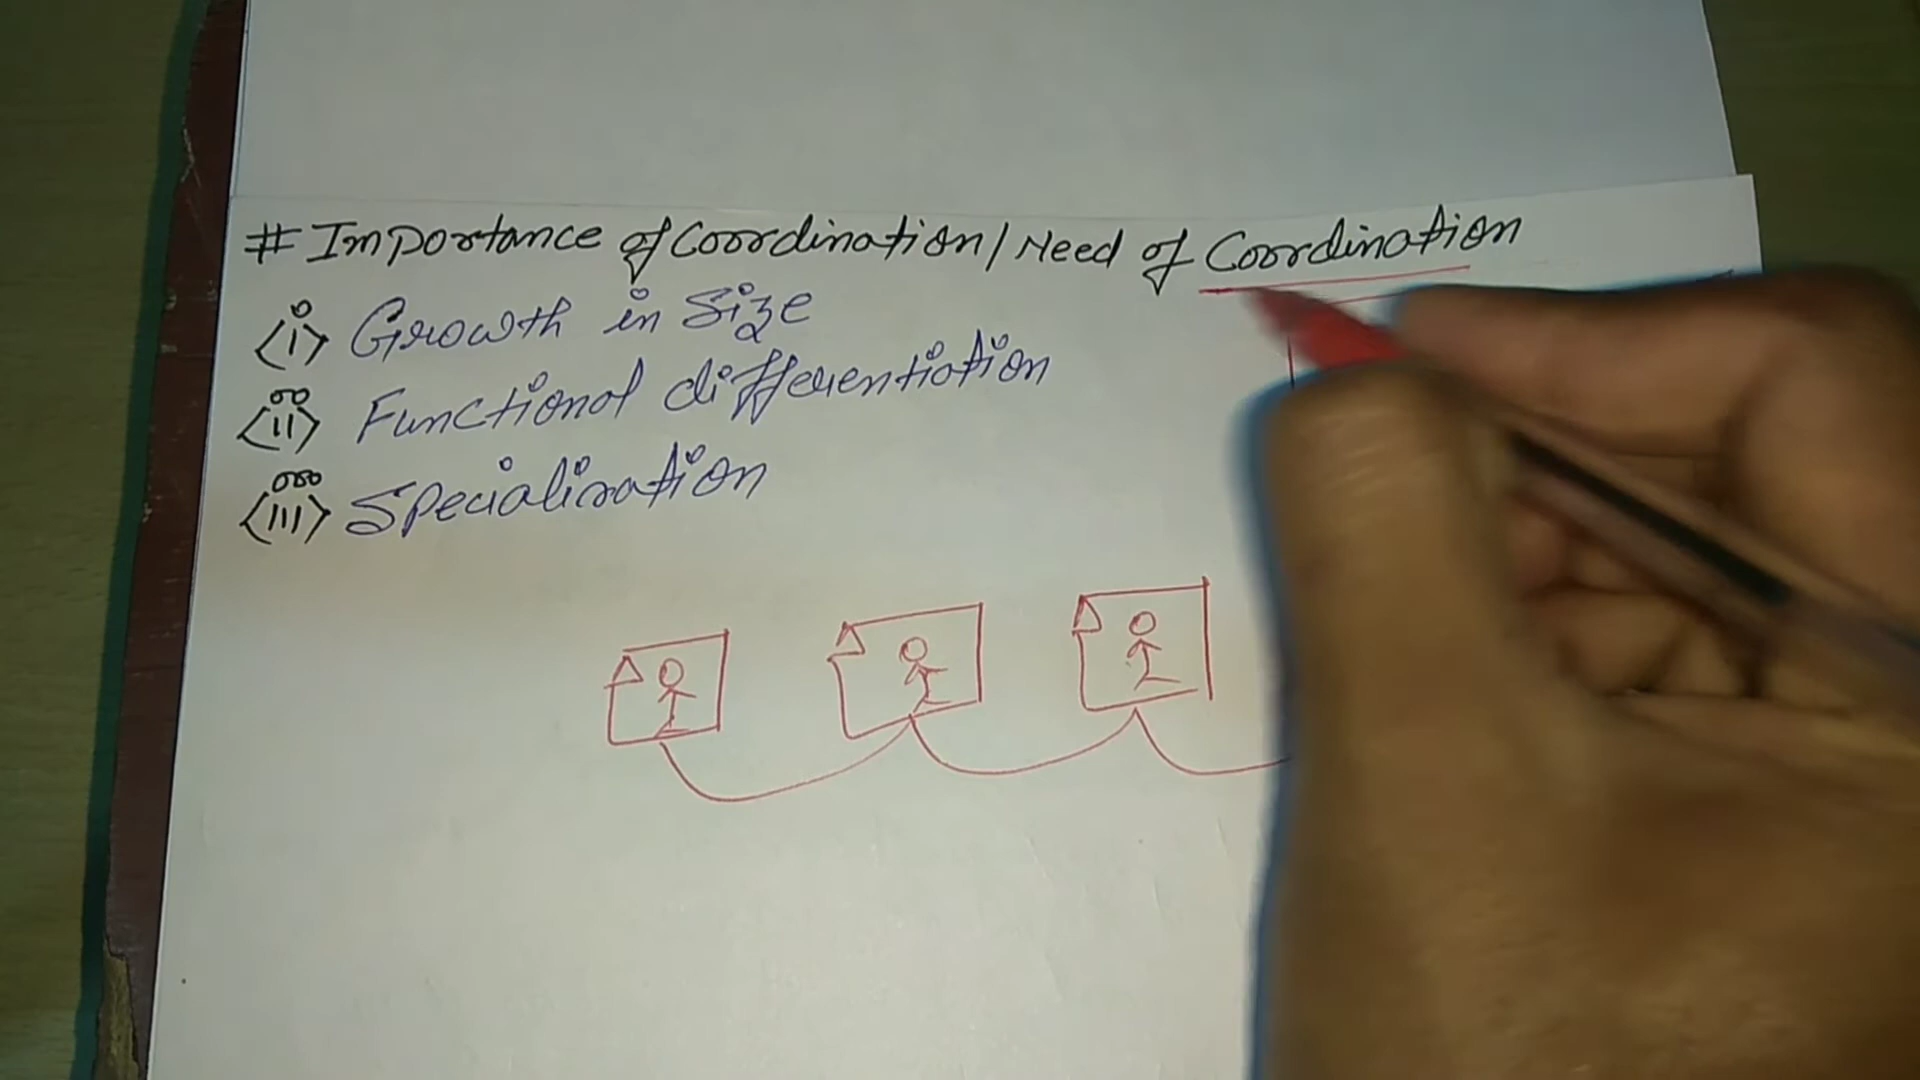 # Importance of Coordination / Need of Coordination
<i> Growth in Size
<ii> Functional differentiation
<iii> Specialisation